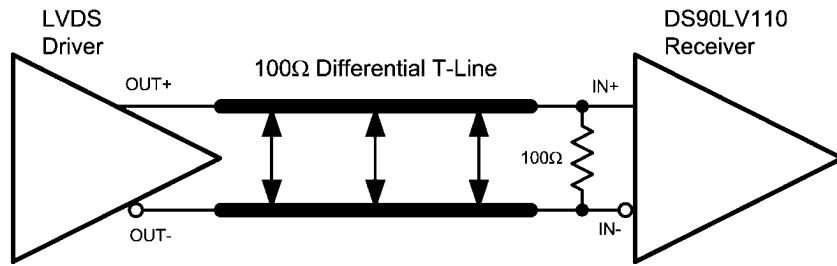 LVDS
Driver
DS90LV110
Receiver
100Ω Differential T-Line
OUT+
IN+
100Ω
OUT-
IN-